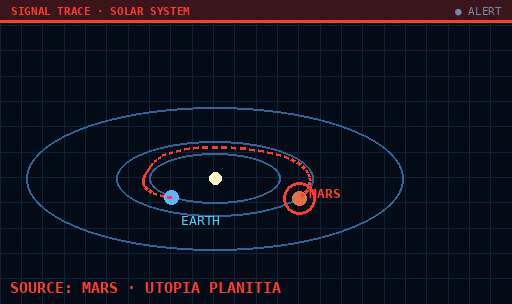 SIGNAL TRACE · SOLAR SYSTEM
● ALERT
MARS
EARTH
SOURCE: MARS · UTOPIA PLANITIA